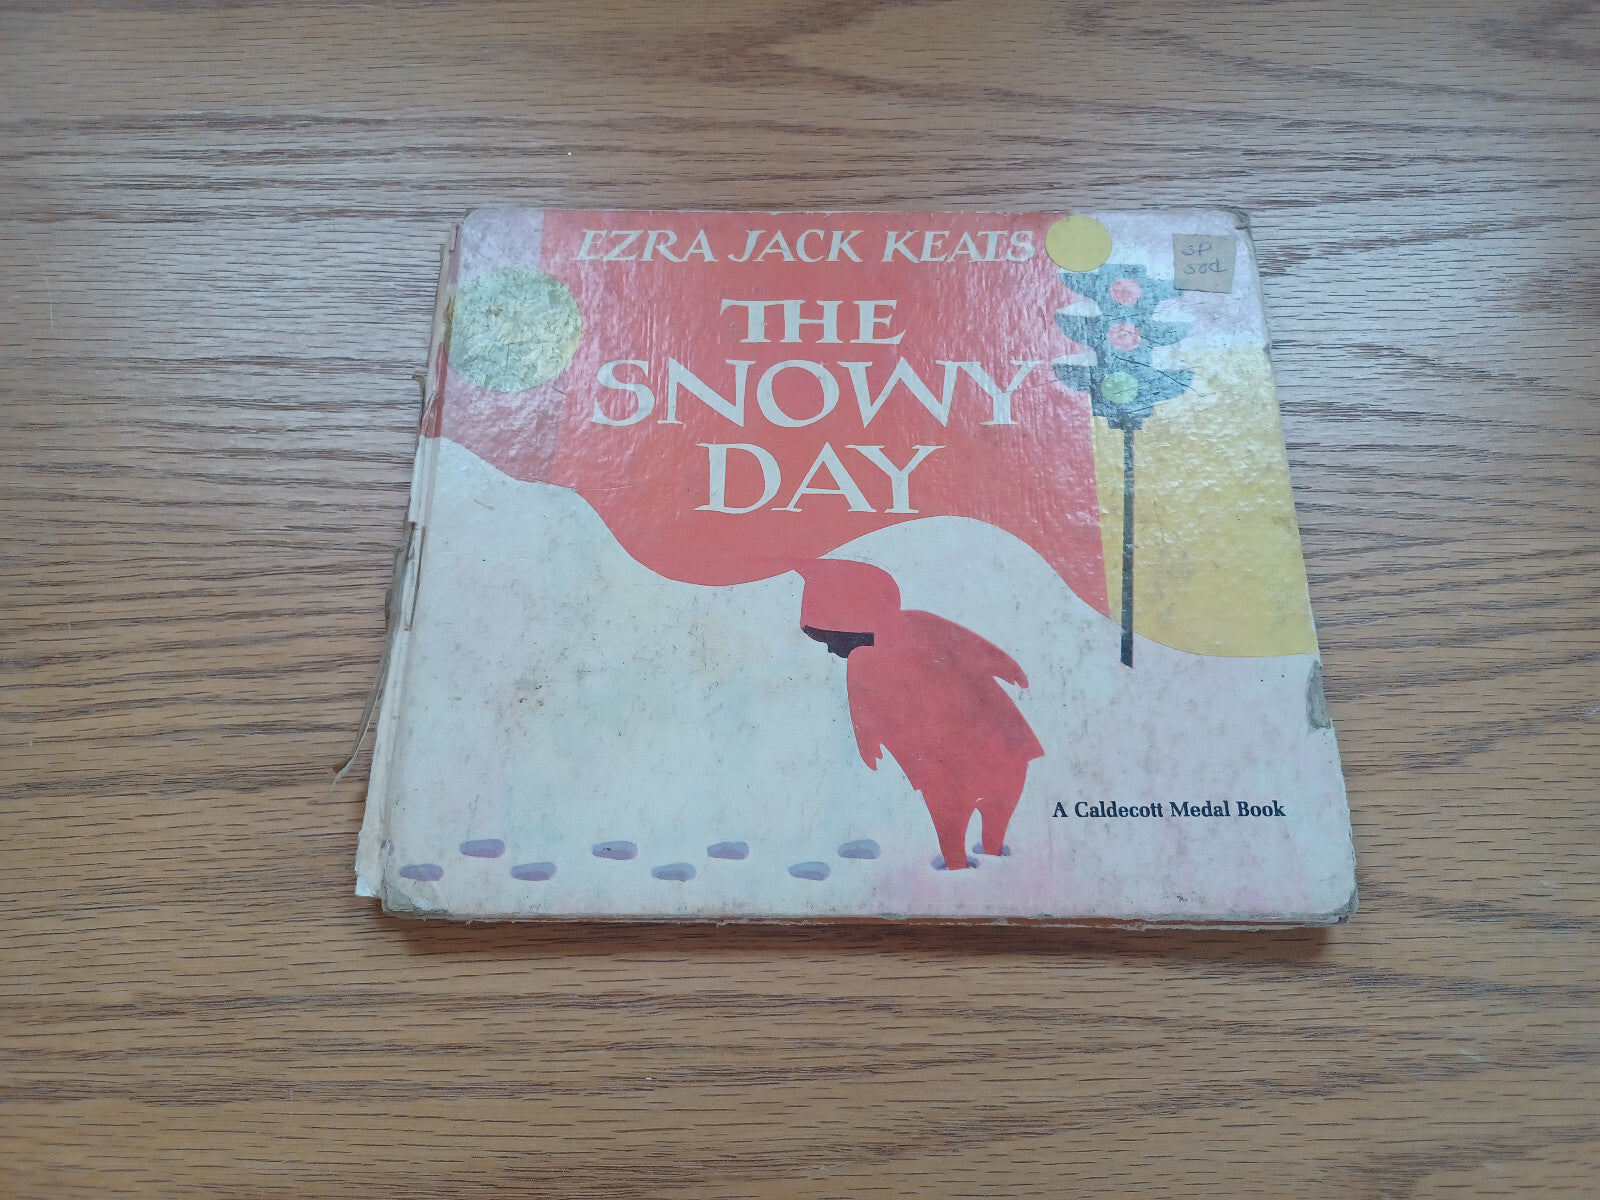 EZRA JACK KEATS
THE
SNOWY
DAY
A Caldecott Medal Book